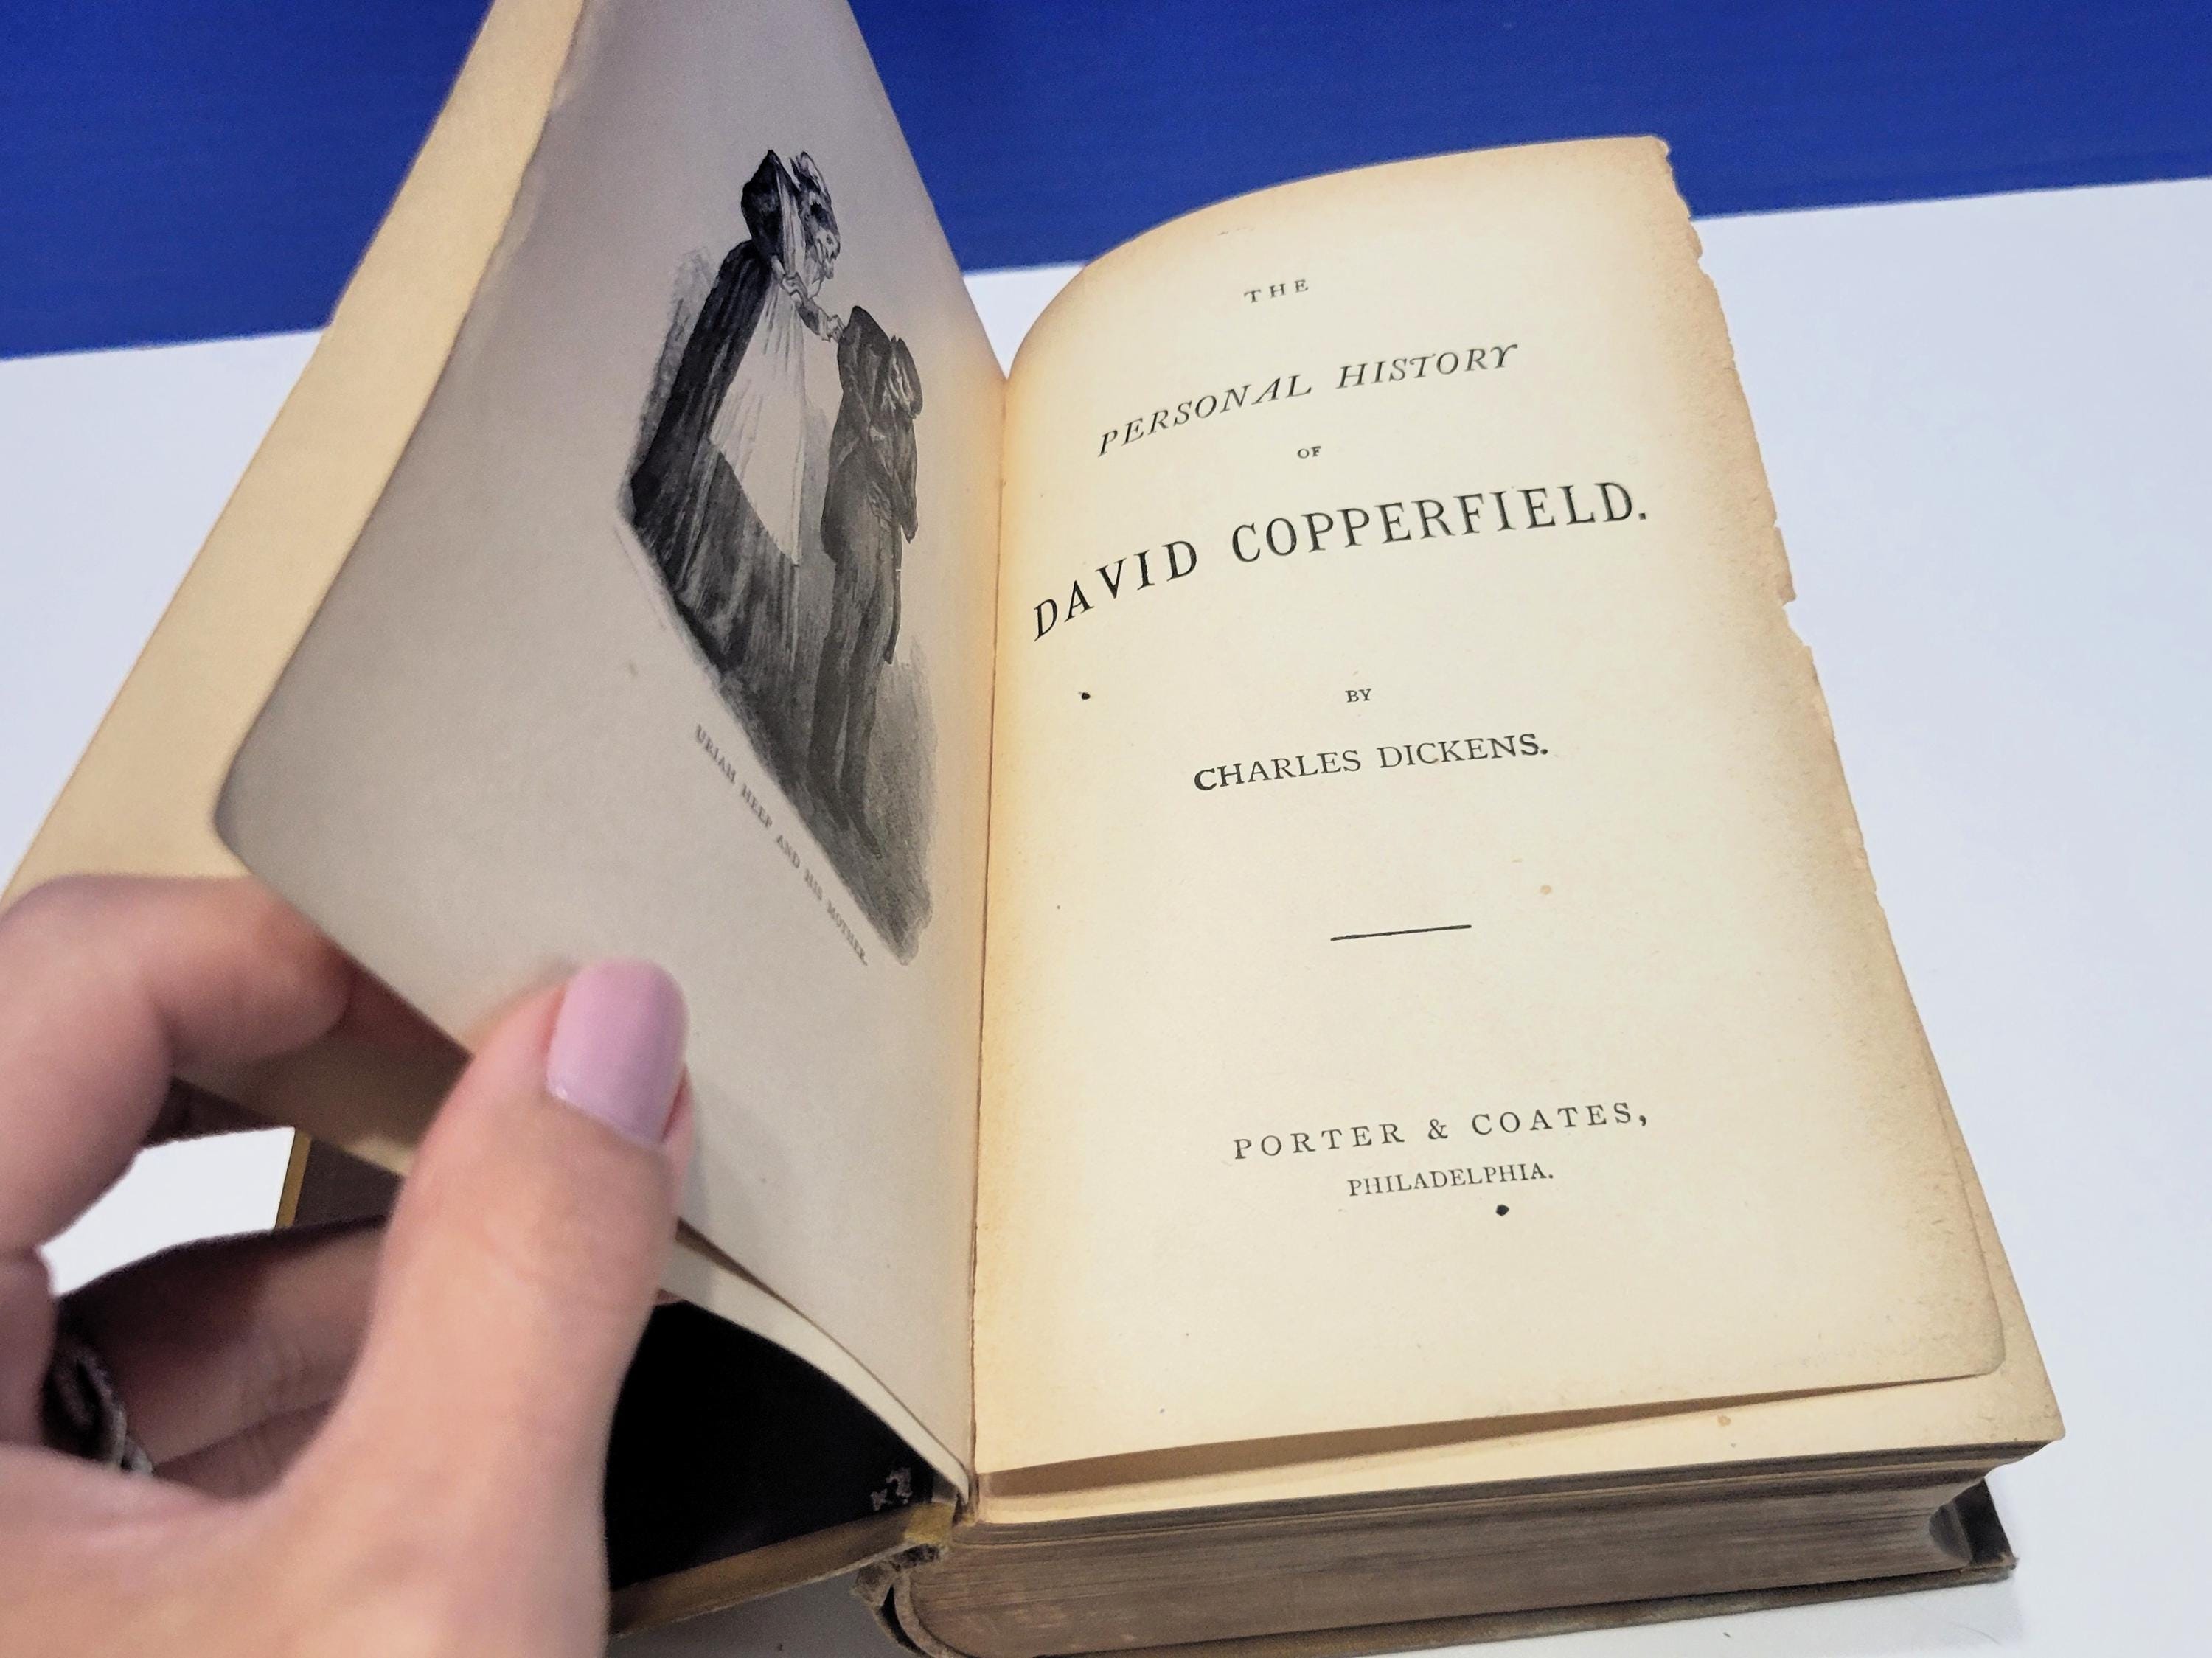 URIAH HEEP AND HIS MOTHER.
THE
PERSONAL HISTORY
OF
DAVID COPPERFIELD.
BY
CHARLES DICKENS.
PORTER & COATES,
PHILADELPHIA.